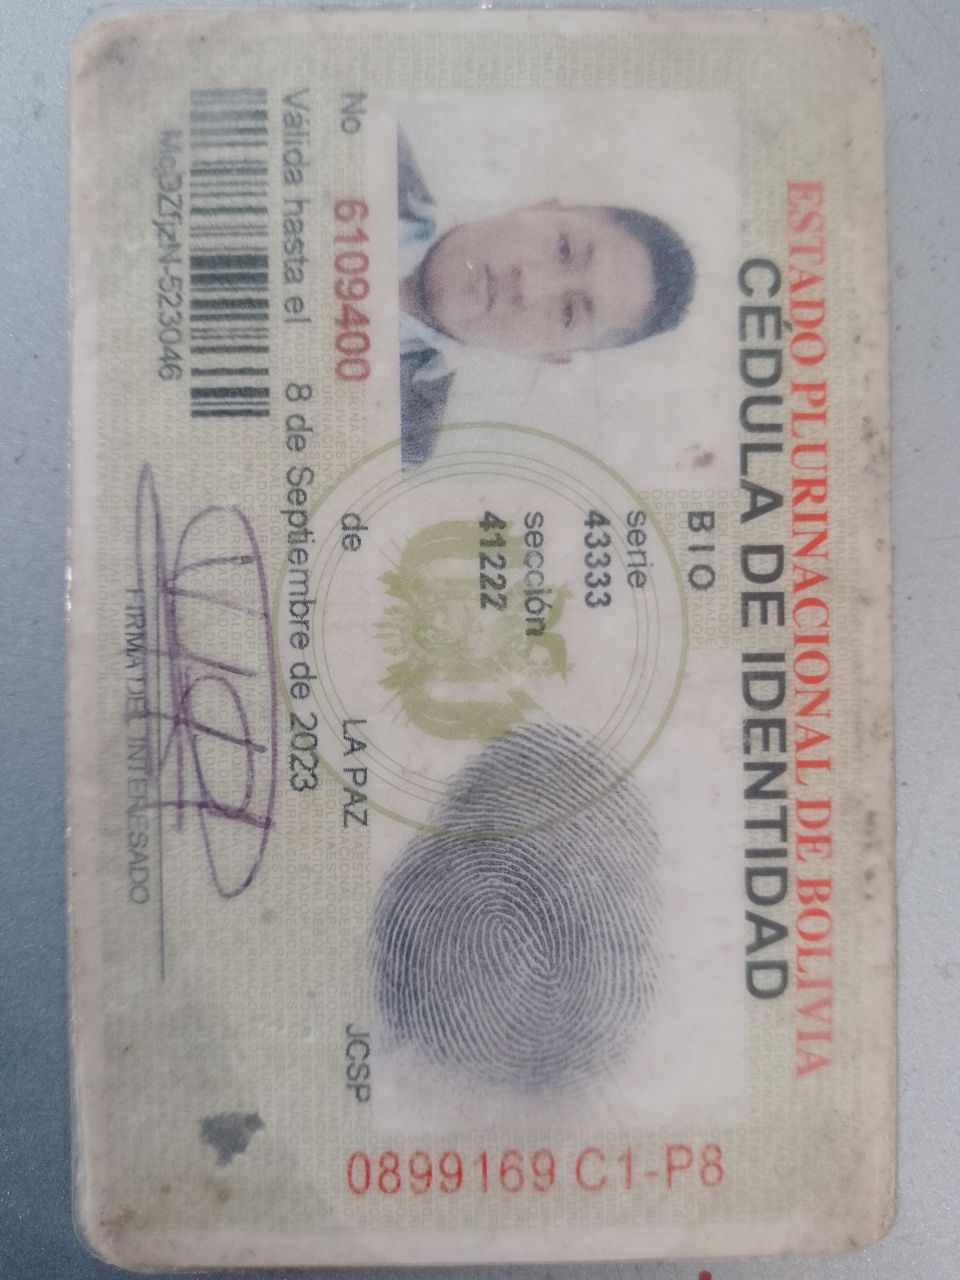 ESTADO PLURINACIONAL DE BOLIVIA
CÉDULA DE IDENTIDAD
BIO
serie
43333
sección
41222
No 6109400 de LA PAZ JCSP
Válida hasta el 8 de Septiembre de 2023
FIRMA DEL INTERESADO
0899169 C1-P8